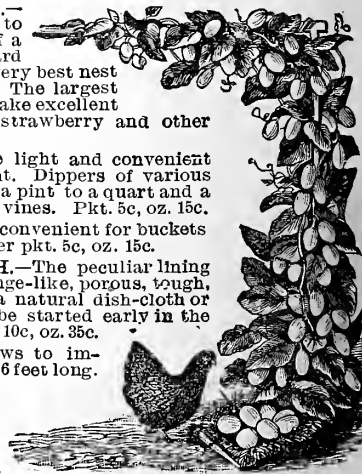 to
f a
ard
ery best nest
The largest
ake excellent
strawberry and other
e light and convenient
nt. Dippers of various
a pint to a quart and a
vines. Pkt. 5c, oz. 15c.
convenient for buckets
er pkt. 5c, oz. 15c.
H.—The peculiar lining
nge-like, porous, tough,
a natural dish-cloth or
be started early in the
10c, oz. 35c.
ws to im-
6 feet long.